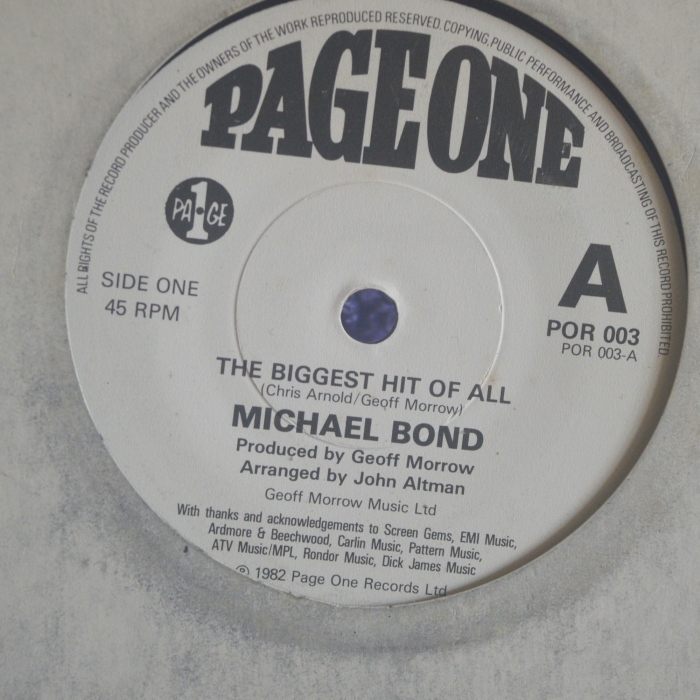 ALL RIGHTS OF THE RECORD PRODUCER AND THE OWNERS OF THE WORK REPRODUCED RESERVED. COPYING, PUBLIC PERFORMANCE AND BROADCASTING OF THIS RECORD PROHIBITED.
PAGE ONE
PA·GE
1
SIDE ONE
45 RPM
A
POR 003
POR 003-A
THE BIGGEST HIT OF ALL
(Chris Arnold/Geoff Morrow)
MICHAEL BOND
Produced by Geoff Morrow
Arranged by John Altman
Geoff Morrow Music Ltd
With thanks and acknowledgements to Screen Gems, EMI Music,
Ardmore & Beechwood, Carlin Music, Pattern Music,
ATV Music/MPL, Rondor Music, Dick James Music
℗ 1982 Page One Records Ltd